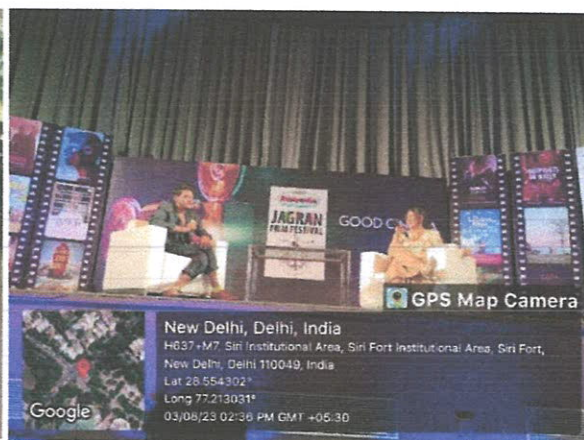 JAGRAN
FILM FESTIVAL
GOOD C
GPS Map Camera
New Delhi, Delhi, India
H637+M7, Siri Institutional Area, Siri Fort Institutional Area, Siri Fort,
New Delhi, Delhi 110049, India
Lat 28.554302°
Long 77.213031°
03/08/23 02:36 PM GMT +05:30
Google